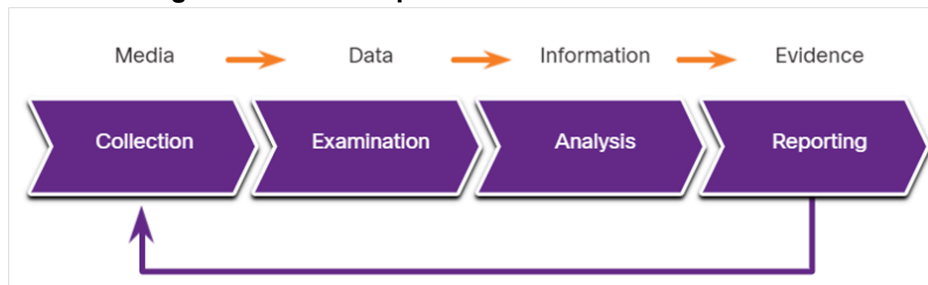 Media Data Information Evidence
Collection Examination Analysis Reporting